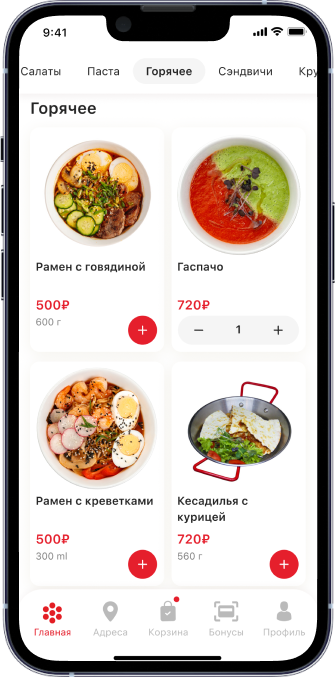 9:41
Салаты
Паста
Горячее
Сэндвичи
Кру
Горячее
Рамен с говядиной
500₽
600 г
+
Гаспачо
720₽
− 1 +
Рамен с креветками
500₽
300 ml
+
Кесадилья с
курицей
720₽
560 г
+
Главная
Адреса
Корзина
Бонусы
Профиль